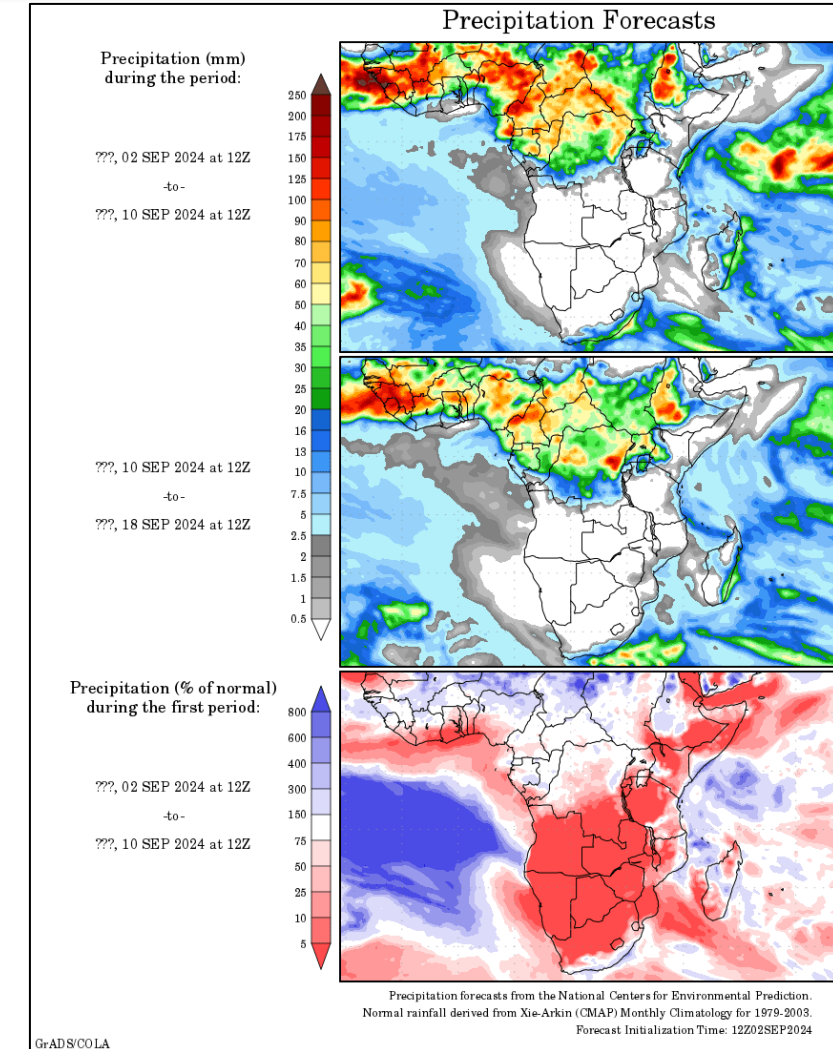 Precipitation Forecasts
Precipitation (mm)
during the period:
???, 02 SEP 2024 at 12Z
-to-
???, 10 SEP 2024 at 12Z
250
200
175
150
125
100
90
80
70
60
50
40
35
30
25
20
16
13
10
7.5
5
2.5
2
1.5
1
0.5
???, 10 SEP 2024 at 12Z
-to-
???, 18 SEP 2024 at 12Z
Precipitation (% of normal)
during the first period:
???, 02 SEP 2024 at 12Z
-to-
???, 10 SEP 2024 at 12Z
800
600
400
300
150
75
50
25
10
5
Precipitation forecasts from the National Centers for Environmental Prediction.
Normal rainfall derived from Xie-Arkin (CMAP) Monthly Climatology for 1979-2003.
Forecast Initialization Time: 12Z02SEP2024
GrADS/COLA